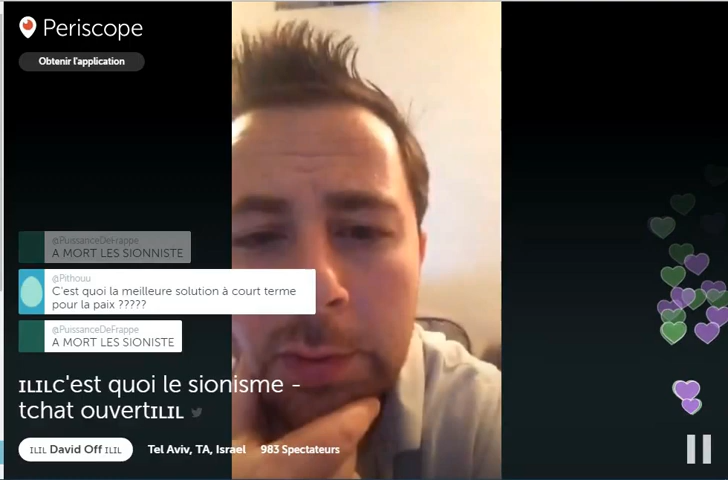 Periscope
Obtenir l'application
@PuissanceDeFrappe
A MORT LES SIONNISTE
@Pithouu
C'est quoi la meilleure solution à court terme
pour la paix ?????
@PuissanceDeFrappe
A MORT LES SIONISTE
ILILc'est quoi le sionisme -
tchat ouvertILIL
ILIL David Off ILIL
Tel Aviv, TA, Israel
983 Spectateurs